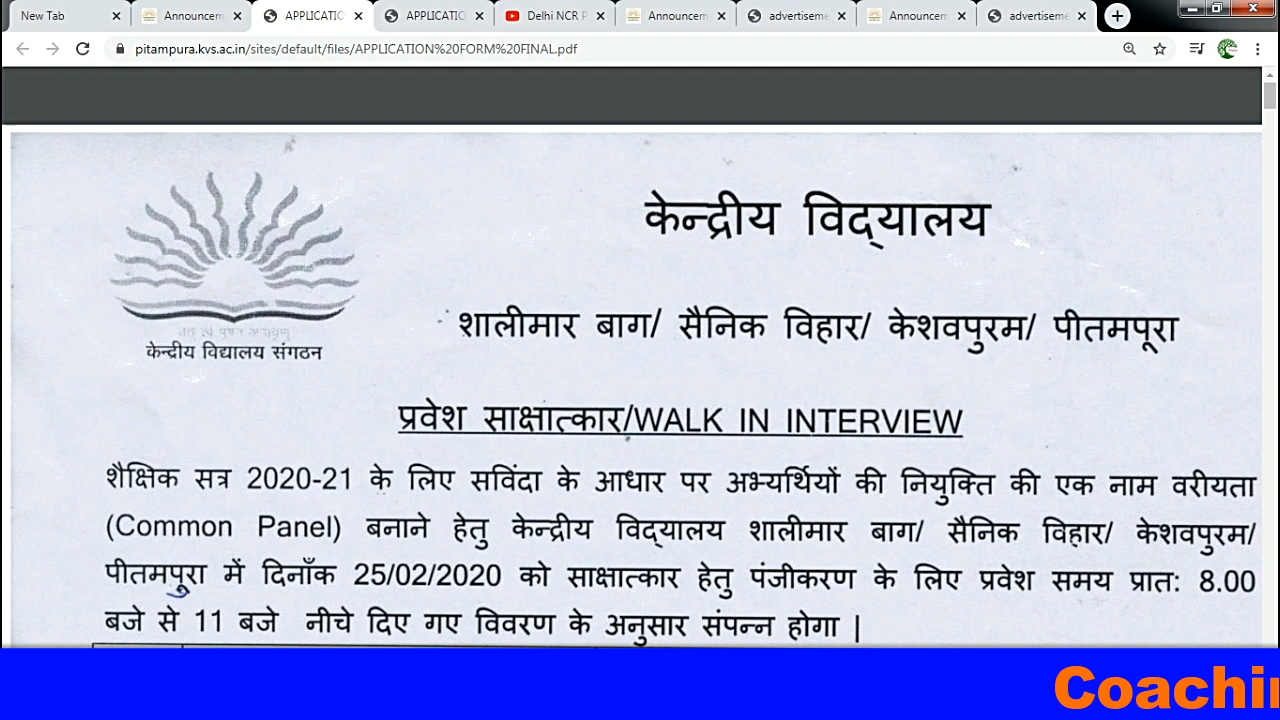 New Tab
Announcem
APPLICATIO
APPLICATIO
Delhi NCR P
Announcem
advertiseme
Announcem
advertiseme
pitampura.kvs.ac.in/sites/default/files/APPLICATION%20FORM%20FINAL.pdf
केन्द्रीय विद्‌यालय
शालीमार बाग/ सैनिक विहार/ केशवपुरम/ पीतमपूरा
केन्द्रीय विद्यालय संगठन
प्रवेश साक्षात्कार/WALK IN INTERVIEW
शैक्षिक सत्र 2020-21 के लिए सविंदा के आधार पर अभ्यर्थियों की नियुक्ति की एक नाम वरीयता
(Common Panel) बनाने हेतु केन्द्रीय विद्‌यालय शालीमार बाग/ सैनिक विहार/ केशवपुरम/
पीतमपूरा में दिनाँक 25/02/2020 को साक्षात्कार हेतु पंजीकरण के लिए प्रवेश समय प्रात: 8.00
बजे से 11 बजे नीचे दिए गए विवरण के अनुसार संपन्न होगा |
Coachin